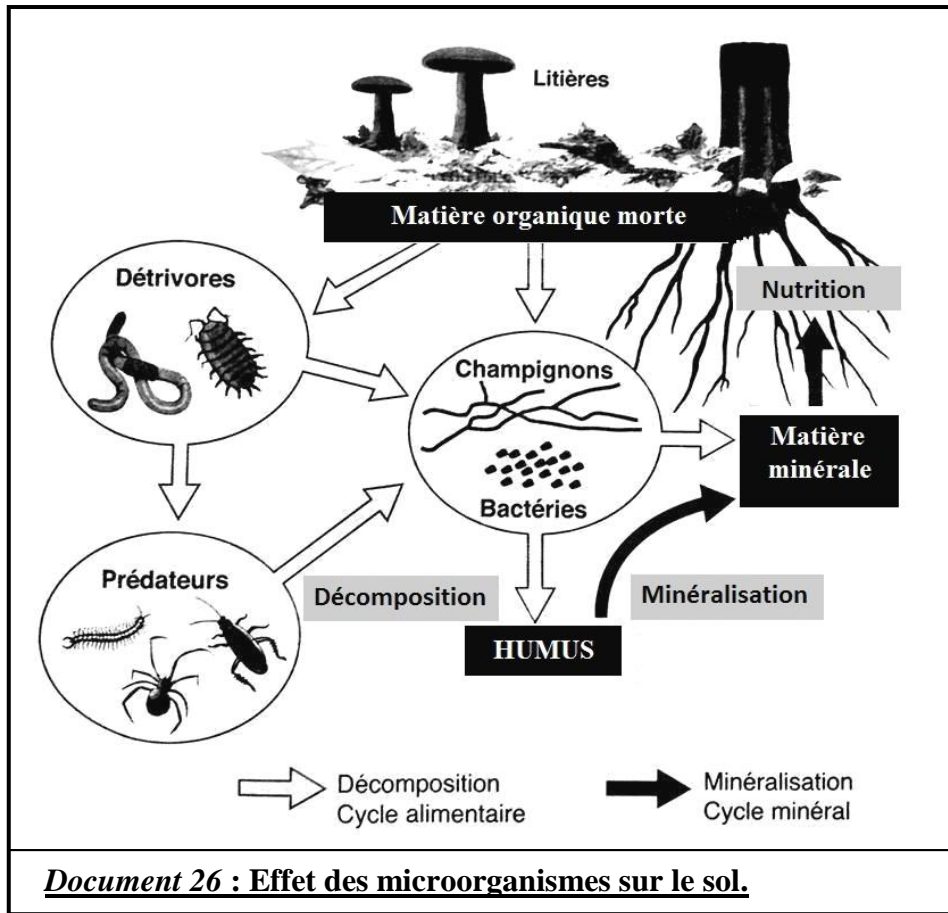 Litières
Matière organique morte
Détrivores
Nutrition
Champignons
Matière
minérale
Bactéries
Prédateurs
Décomposition
Minéralisation
HUMUS
Décomposition
Cycle alimentaire
Minéralisation
Cycle minéral
Document 26 : Effet des microorganismes sur le sol.